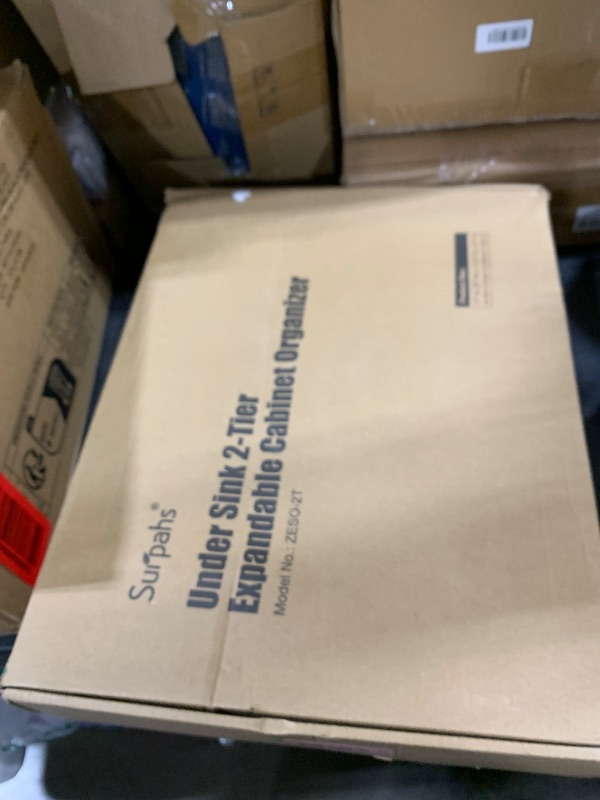 Surpahs®
Under Sink 2-Tier
Expandable Cabinet Organizer
Model No.: ZESO-2T